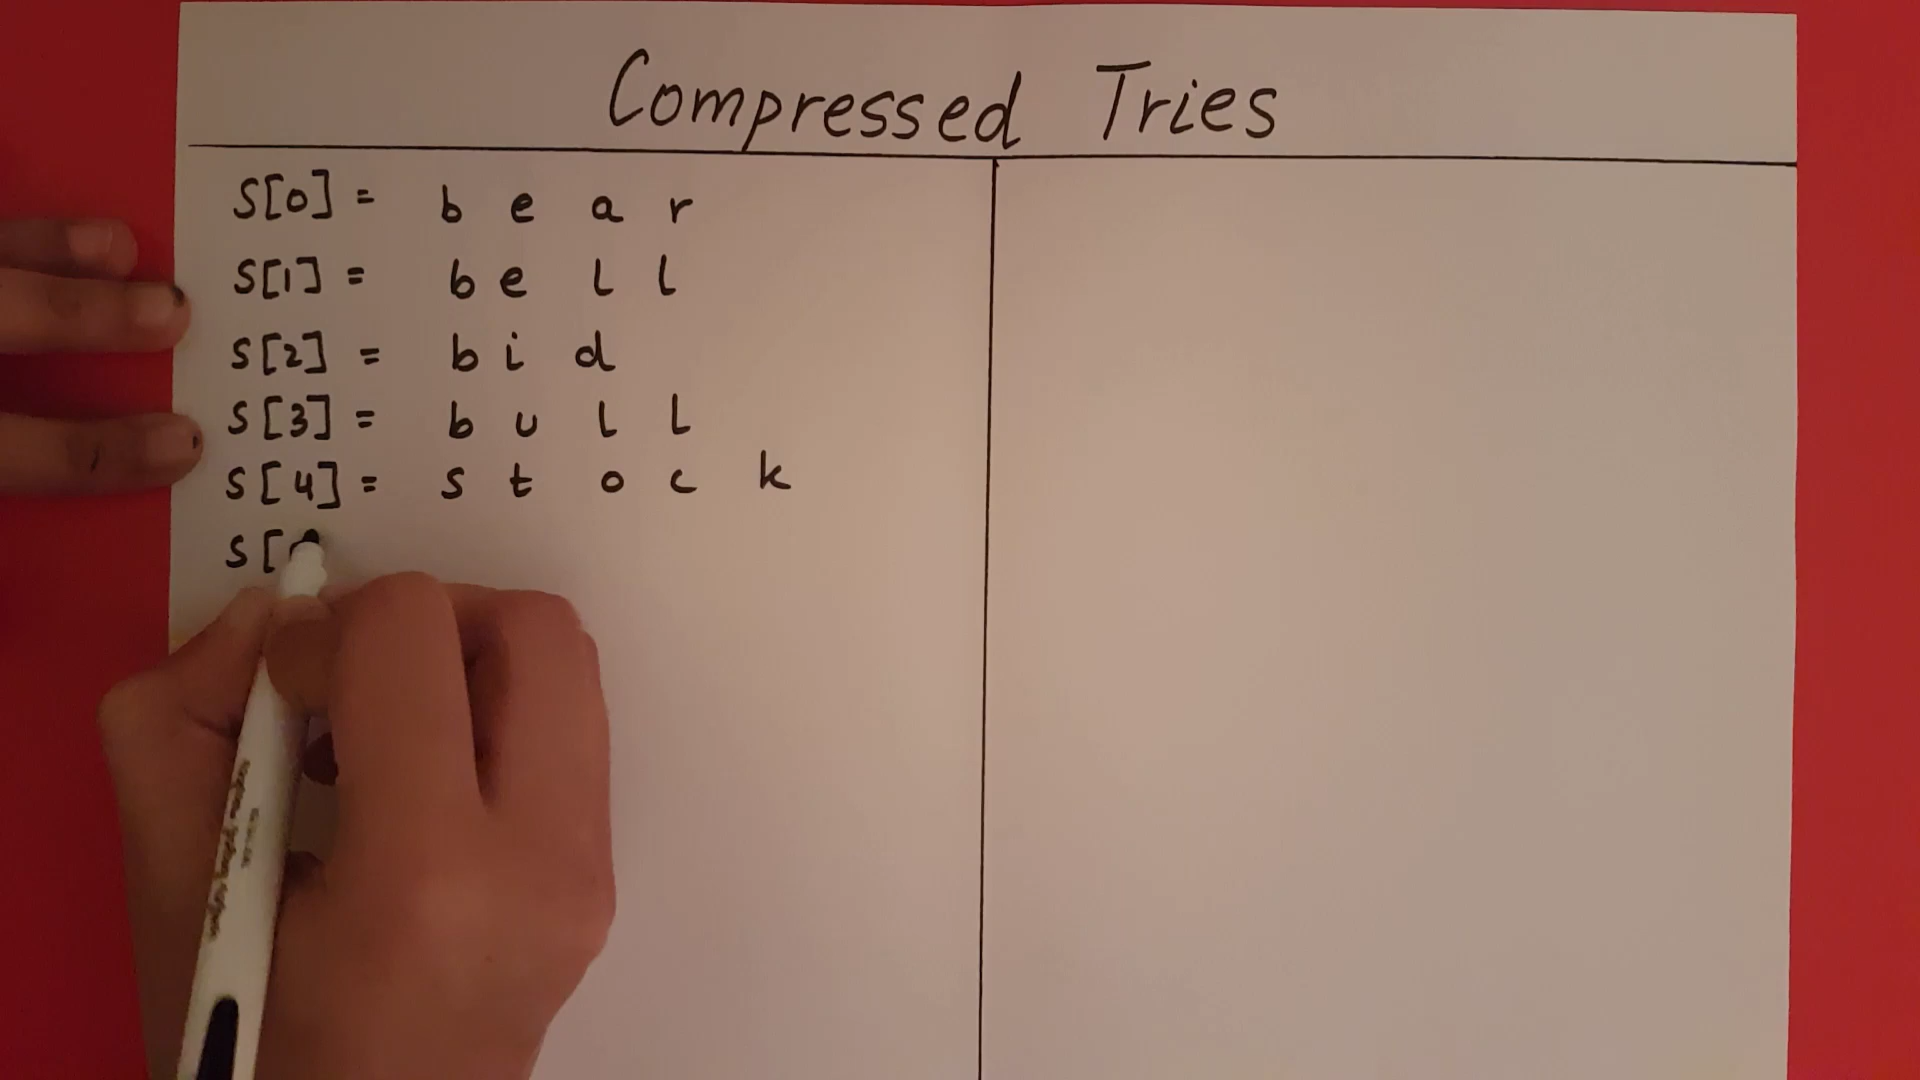 Compressed Tries
S[0] = b e a r
S[1] = b e l l
S[2] = b i d
S[3] = b u l l
S[4] = s t o c k
S[